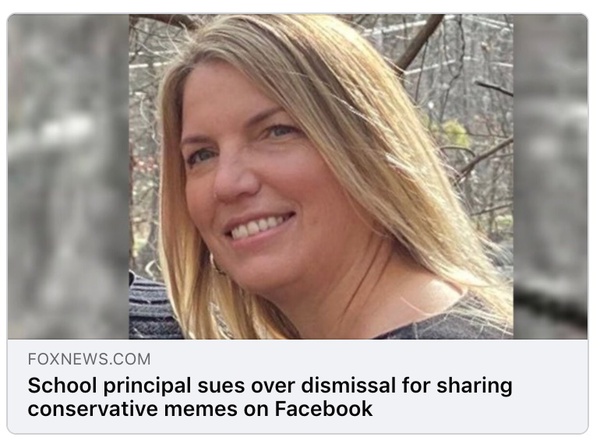 FOXNEWS.COM
School principal sues over dismissal for sharing
conservative memes on Facebook